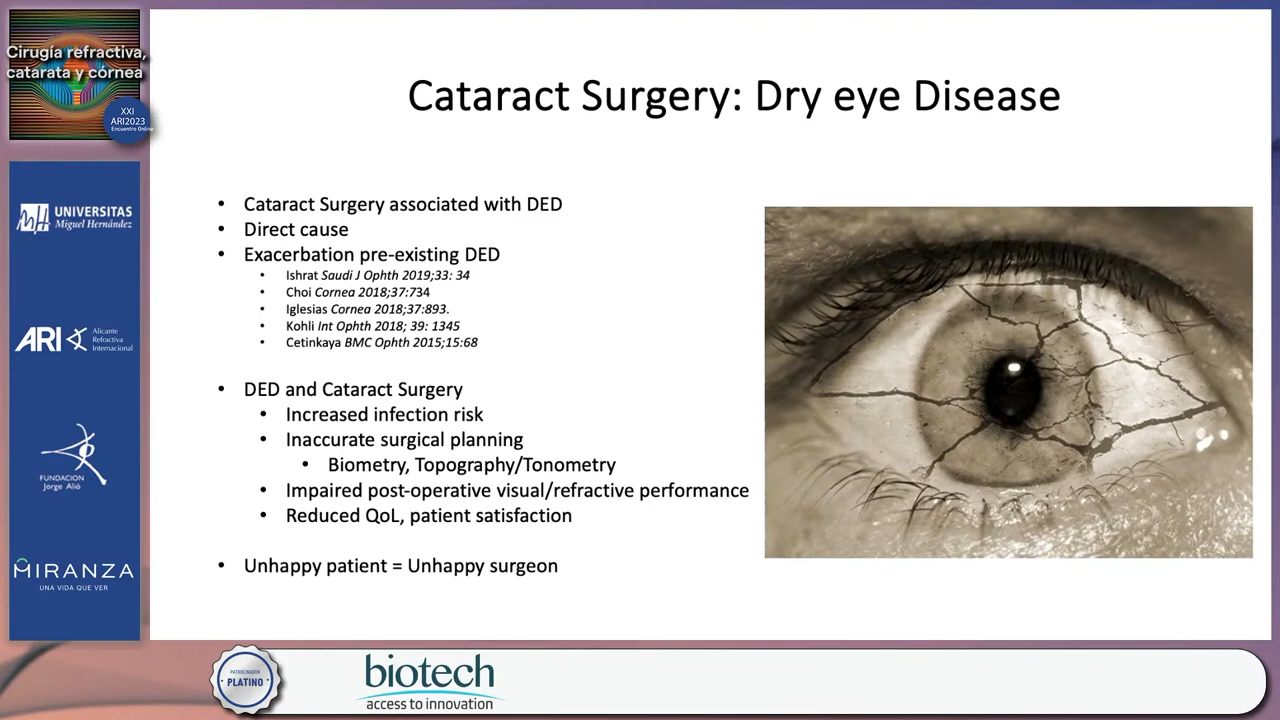 Cirugía refractiva,
catarata y córnea
XXI
ARI2023
Encuentro Online
UNIVERSITAS
Miguel Hernández
ARI
Alicante
Refractiva
Internacional
FUNDACION
Jorge Alió
MIRANZA
UNA VIDA QUE VER
Cataract Surgery: Dry eye Disease
• Cataract Surgery associated with DED
• Direct cause
• Exacerbation pre-existing DED
• Ishrat Saudi J Ophth 2019;33: 34
• Choi Cornea 2018;37:734
• Iglesias Cornea 2018;37:893.
• Kohli Int Ophth 2018; 39: 1345
• Cetinkaya BMC Ophth 2015;15:68
• DED and Cataract Surgery
• Increased infection risk
• Inaccurate surgical planning
• Biometry, Topography/Tonometry
• Impaired post-operative visual/refractive performance
• Reduced QoL, patient satisfaction
• Unhappy patient = Unhappy surgeon
PATROCINADOR
PLATINO
biotech
access to innovation